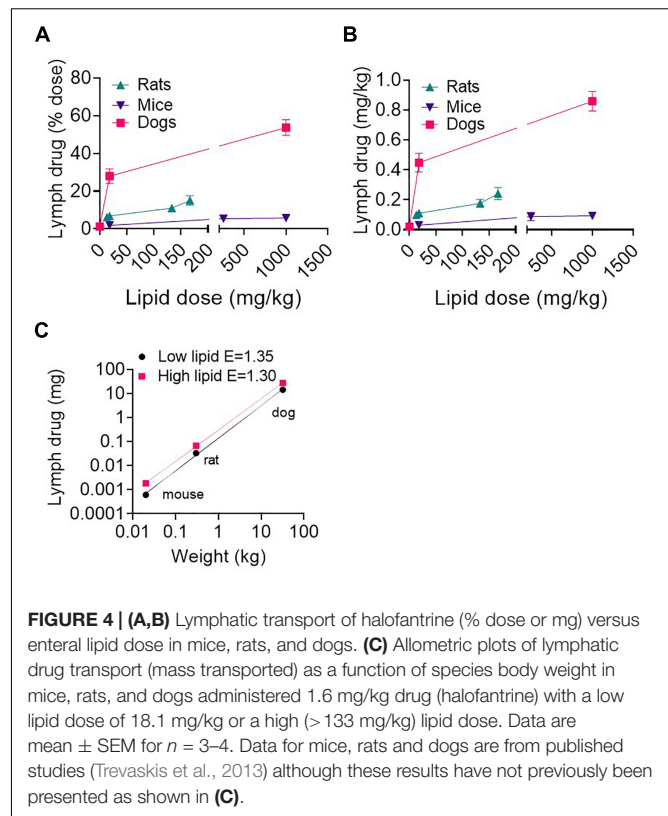 A
Lymph drug (% dose)
80
60
40
20
0
Rats
Mice
Dogs
0
50
100
150
200
500
1000
1500
Lipid dose (mg/kg)
B
Lymph drug (mg/kg)
1.0
0.8
0.6
0.4
0.2
0.0
Rats
Mice
Dogs
0
50
100
150
200
500
1000
1500
Lipid dose (mg/kg)
C
Low lipid E=1.35
High lipid E=1.30
Lymph drug (mg)
100
10
1
0.1
0.01
0.001
0.0001
dog
rat
mouse
0.01
0.1
1
10
100
Weight (kg)
FIGURE 4 | (A,B) Lymphatic transport of halofantrine (% dose or mg) versus
enteral lipid dose in mice, rats, and dogs. (C) Allometric plots of lymphatic
drug transport (mass transported) as a function of species body weight in
mice, rats, and dogs administered 1.6 mg/kg drug (halofantrine) with a low
lipid dose of 18.1 mg/kg or a high (>133 mg/kg) lipid dose. Data are
mean ± SEM for n = 3–4. Data for mice, rats and dogs are from published
studies (Trevaskis et al., 2013) although these results have not previously been
presented as shown in (C).